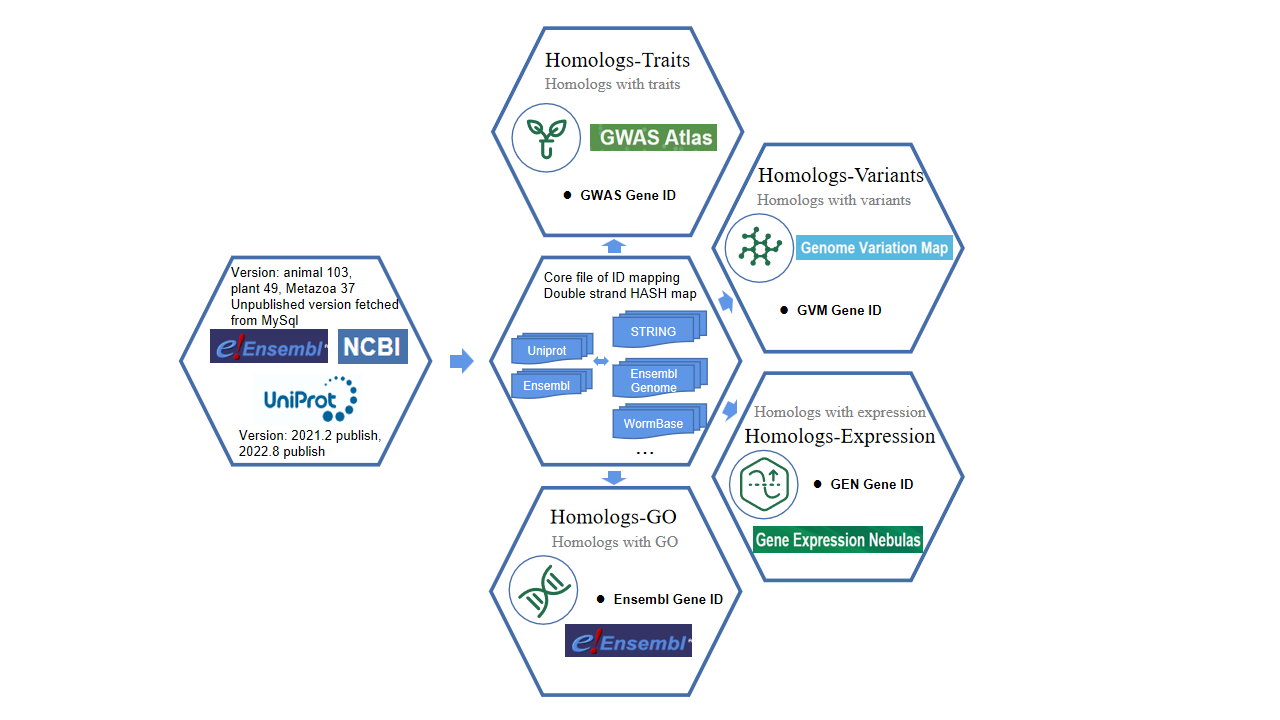 Homologs-Traits
Homologs with traits
GWAS Atlas
● GWAS Gene ID
Homologs-Variants
Homologs with variants
Genome Variation Map
● GVM Gene ID
Version: animal 103,
plant 49, Metazoa 37
Unpublished version fetched
from MySql
e!Ensembl
NCBI
UniProt
Version: 2021.2 publish,
2022.8 publish
Core file of ID mapping
Double strand HASH map
Uniprot
Ensembl
STRING
Ensembl
Genome
WormBase
...
Homologs with expression
Homologs-Expression
● GEN Gene ID
Gene Expression Nebulas
Homologs-GO
Homologs with GO
● Ensembl Gene ID
e!Ensembl